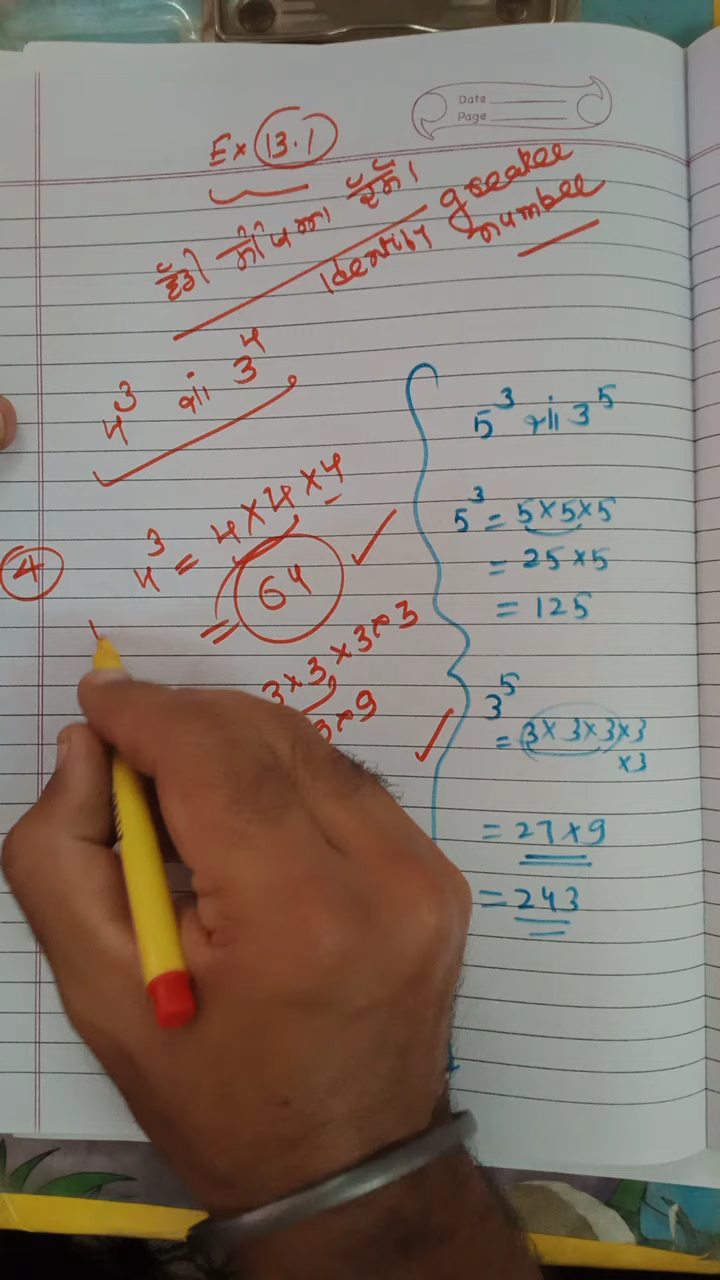 Date
Page
Ex 13.1
Identify greater
number
4³ 3⁴
4³ = 4×4×4
④
= 64
3×3×3×3
×9
5³ 3⁵
5³ = 5×5×5
= 25×5
= 125
3⁵
= 3×3×3×3
×3
= 27×9
= 243